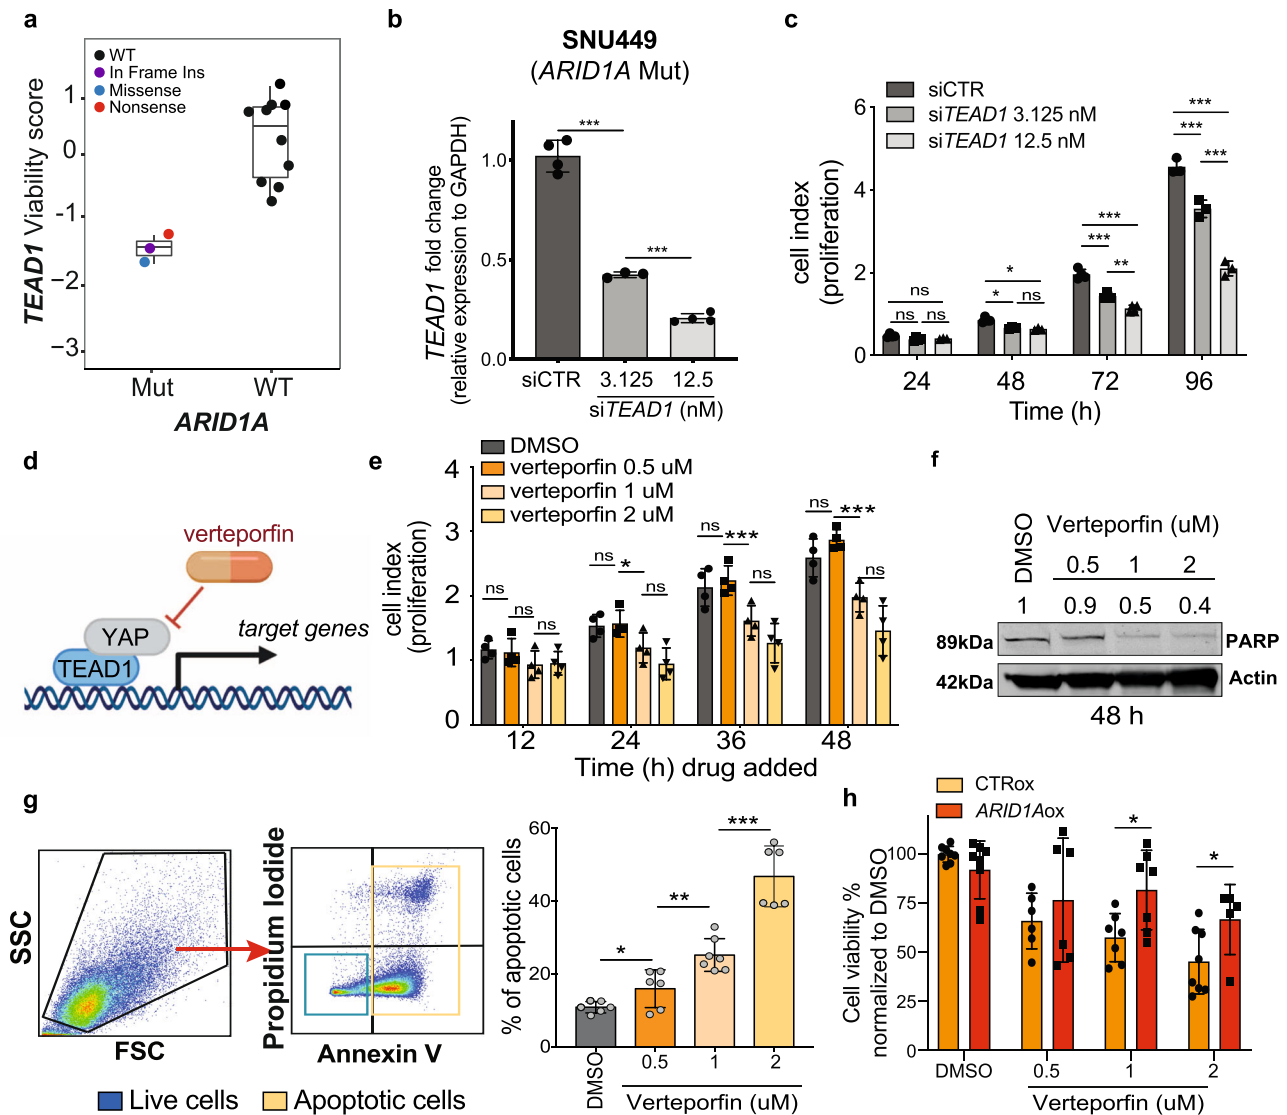 a
WT
In Frame Ins
Missense
Nonsense
TEAD1 Viability score
1
0
-1
−2
−3
Mut
WT
ARID1A
b
SNU449
(ARID1A Mut)
TEAD1 fold change
(relative expression to GAPDH)
1.0
0.5
0.0
***
***
siCTR
3.125
12.5
siTEAD1 (nM)
c
siCTR
siTEAD1 3.125 nM
siTEAD1 12.5 nM
cell index
(proliferation)
6
4
2
0
ns
ns
ns
*
*
ns
***
***
**
***
***
***
24
48
72
96
Time (h)
d
verteporfin
YAP
TEAD1
target genes
e
DMSO
verteporfin 0.5 uM
verteporfin 1 uM
verteporfin 2 uM
cell index
(proliferation)
4
3
2
1
0
ns
ns
ns
ns
*
ns
ns
***
ns
ns
***
ns
12
24
36
48
Time (h) drug added
f
DMSO
Verteporfin (uM)
0.5
1
2
1
0.9
0.5
0.4
89kDa
PARP
42kDa
Actin
48 h
g
SSC
FSC
Propidium Iodide
Annexin V
Live cells
Apoptotic cells
% of apoptotic cells
60
40
20
0
*
**
***
DMSO
0.5
1
2
Verteporfin (uM)
h
CTRox
ARID1Aox
Cell viability %
normalized to DMSO
100
75
50
25
0
*
*
DMSO
0.5
1
2
Verteporfin (uM)